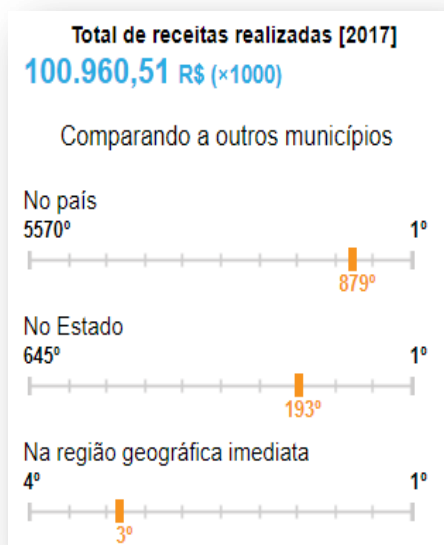 Total de receitas realizadas [2017]
100.960,51 R$ (×1000)
Comparando a outros municípios
No país
5570º 1º
879º
No Estado
645º 1º
193º
Na região geográfica imediata
4º 1º
3º